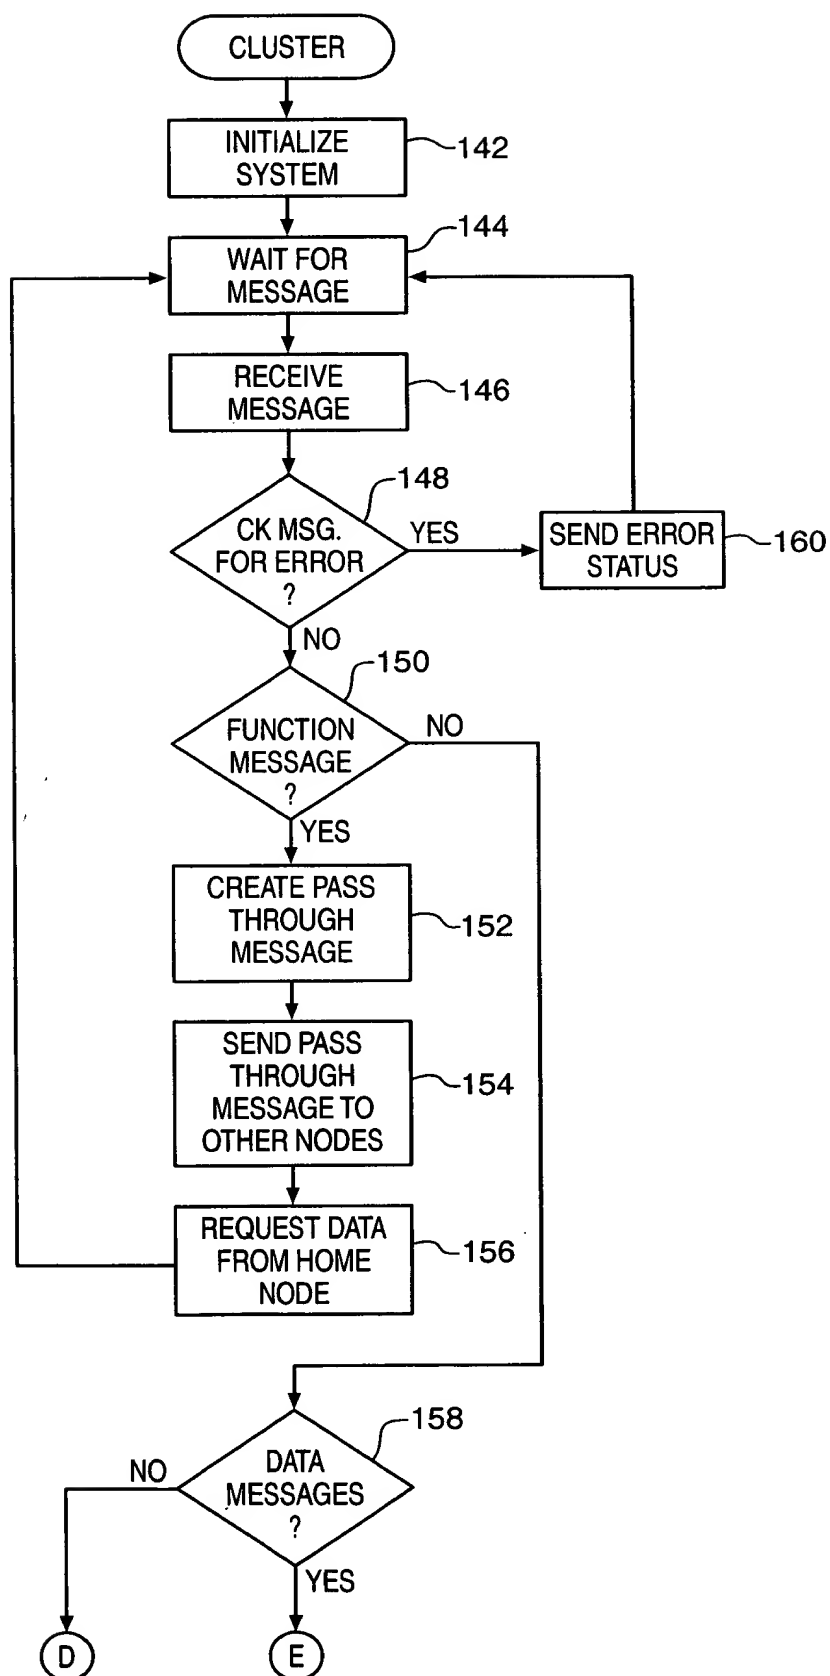 CLUSTER
INITIALIZE
SYSTEM
142
WAIT FOR
MESSAGE
144
RECEIVE
MESSAGE
146
CK MSG.
FOR ERROR
?
148
YES
SEND ERROR
STATUS
160
NO
FUNCTION
MESSAGE
?
150
NO
YES
CREATE PASS
THROUGH
MESSAGE
152
SEND PASS
THROUGH
MESSAGE TO
OTHER NODES
154
REQUEST DATA
FROM HOME
NODE
156
DATA
MESSAGES
?
158
NO
YES
D
E